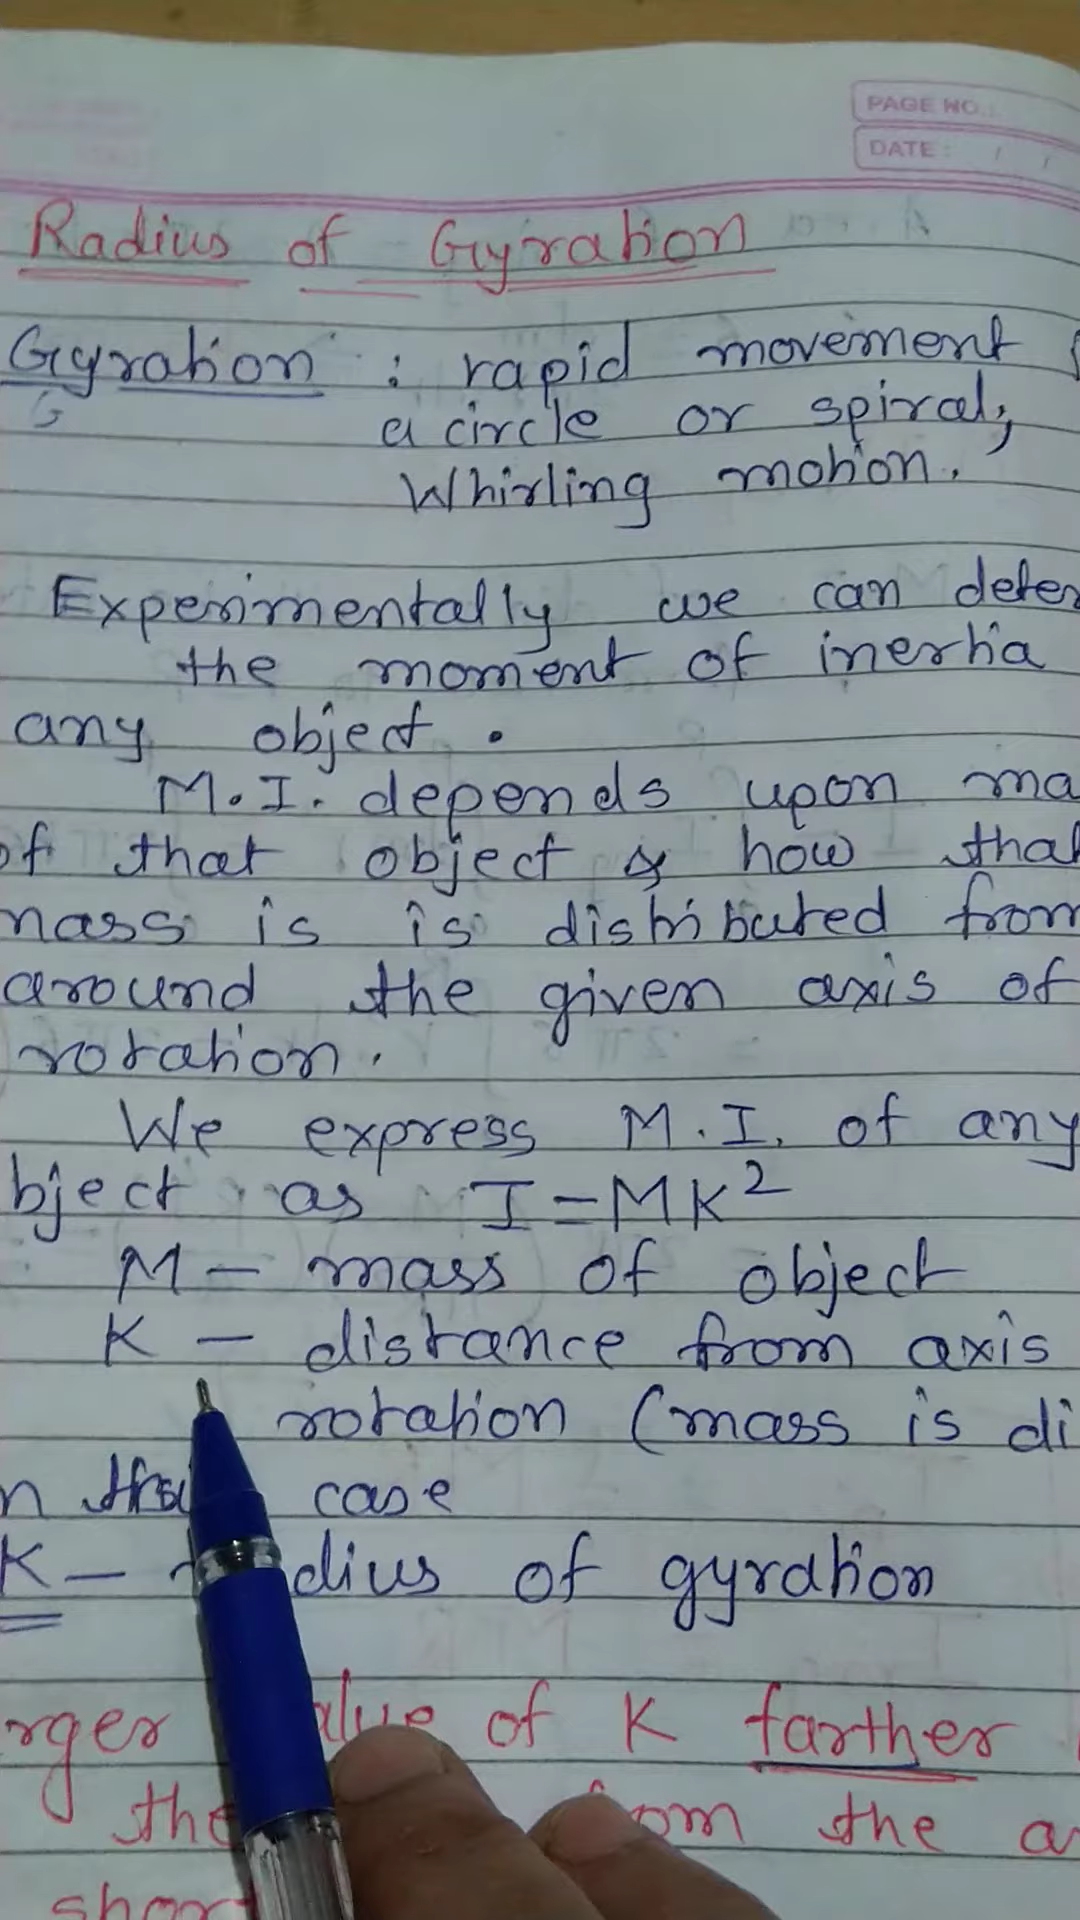 PAGE NO.:
DATE: / /
Radius of Gyration
Gyration : rapid movement
a circle or spiral,
Whirling motion.
Experimentally we can deter
the moment of inertia
any object.
M.I. depends upon ma
of that object & how that
mass is is distributed from
around the given axis of
rotation.
We express M.I. of any
bject as I = MK²
M – mass of object
K – distance from axis
rotation (mass is di
n case
K – dius of gyration
rger alue of K farther
the om the a
shor